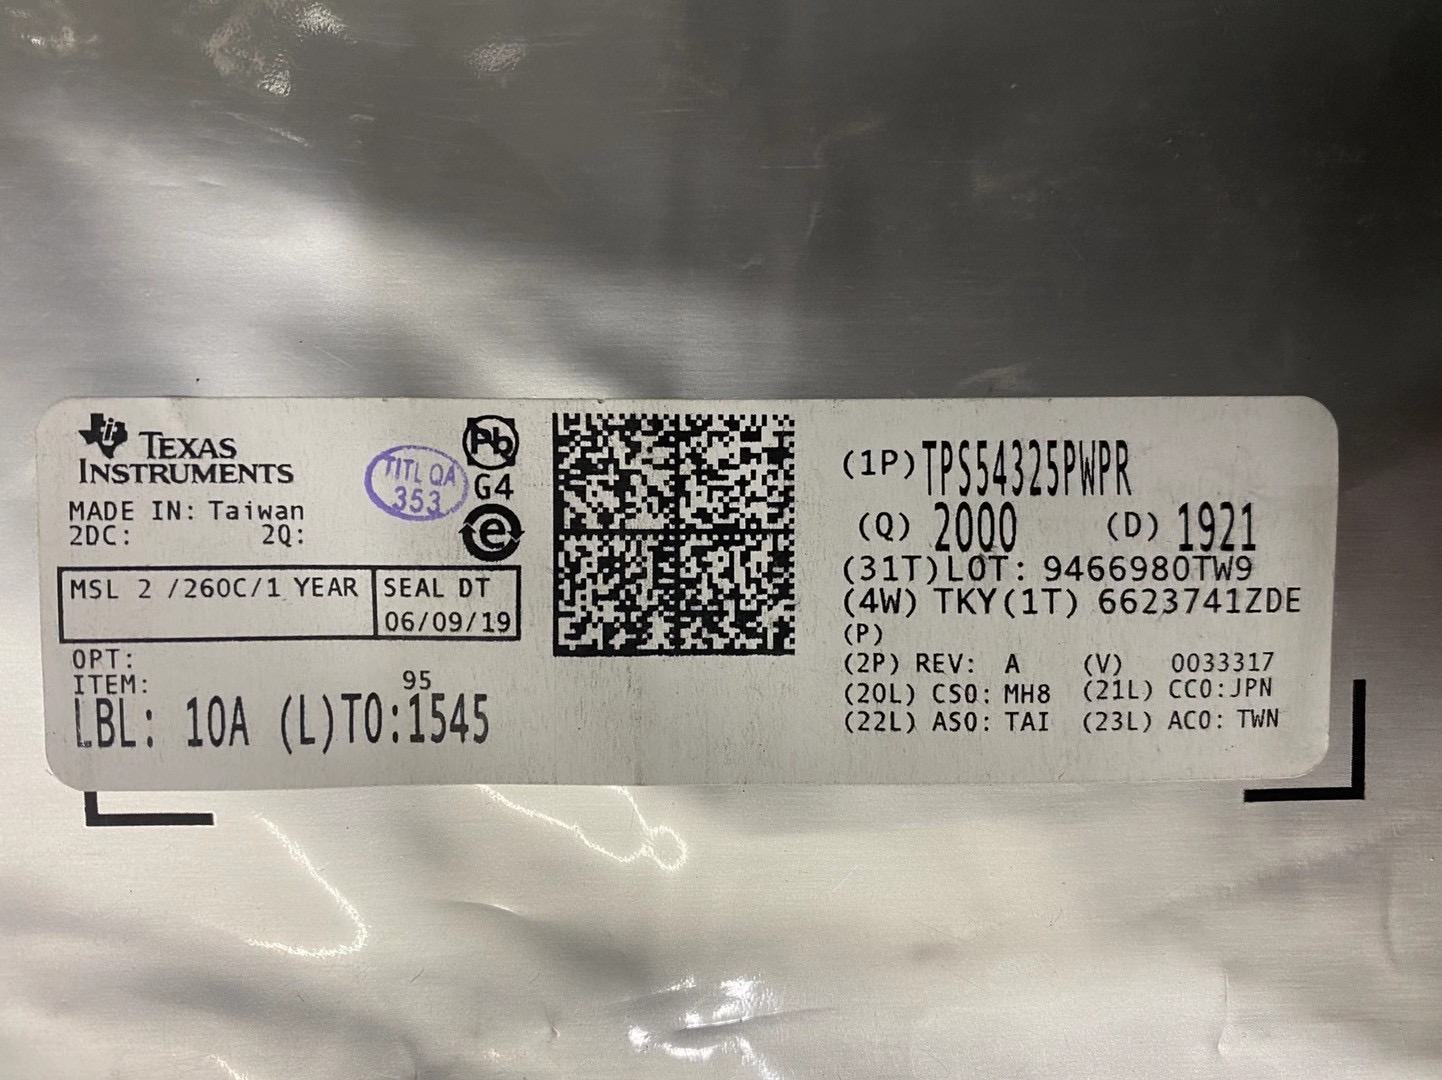 TEXAS
INSTRUMENTS
MADE IN: Taiwan
2DC: 2Q:
TITL QA
353
Pb
G4
e
MSL 2 /260C/1 YEAR
SEAL DT
06/09/19
OPT:
ITEM:
95
LBL: 10A (L)TO:1545
(1P) TPS54325PWPR
(Q) 2000 (D) 1921
(31T)LOT: 9466980TW9
(4W) TKY(1T) 6623741ZDE
(P)
(2P) REV: A (V) 0033317
(20L) CSO: MH8 (21L) CCO:JPN
(22L) ASO: TAI (23L) ACO: TWN